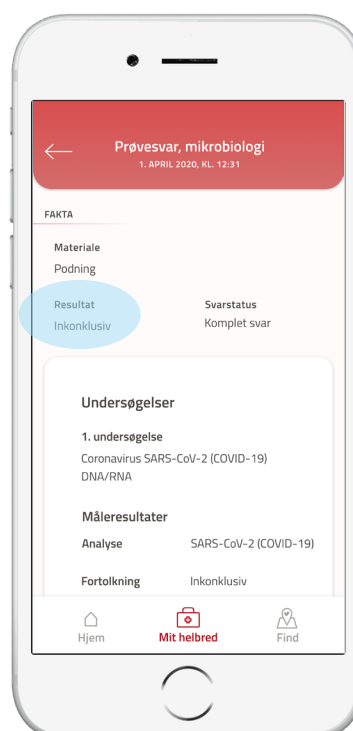 Prøvesvar, mikrobiologi
1. APRIL 2020, KL. 12:31
FAKTA
Materiale
Podning
Resultat
Inkonklusiv
Svarstatus
Komplet svar
Undersøgelser
1. undersøgelse
Coronavirus SARS-CoV-2 (COVID-19)
DNA/RNA
Måleresultater
Analyse SARS-CoV-2 (COVID-19)
Fortolkning Inkonklusiv
Hjem Mit helbred Find